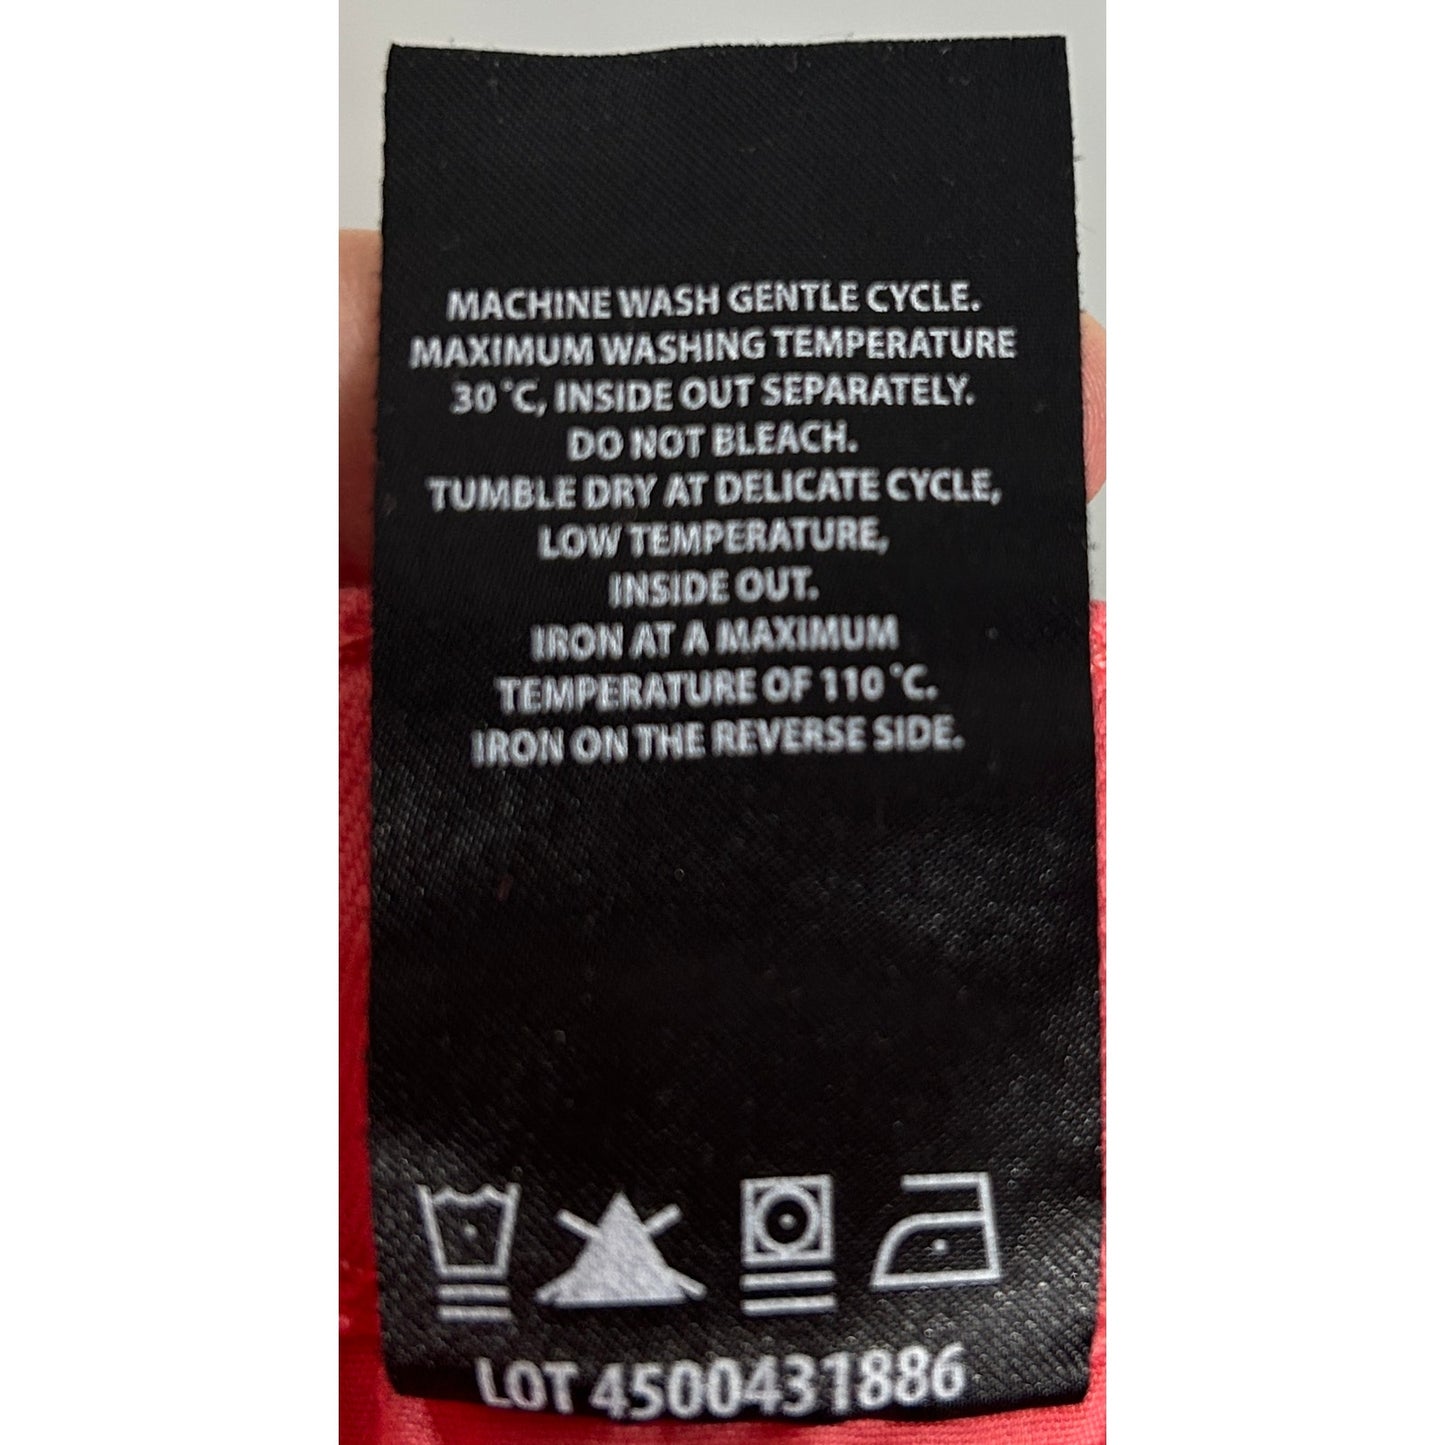 MACHINE WASH GENTLE CYCLE.
MAXIMUM WASHING TEMPERATURE
30 °C, INSIDE OUT SEPARATELY.
DO NOT BLEACH.
TUMBLE DRY AT DELICATE CYCLE,
LOW TEMPERATURE,
INSIDE OUT.
IRON AT A MAXIMUM
TEMPERATURE OF 110 °C.
IRON ON THE REVERSE SIDE.
LOT 4500431886